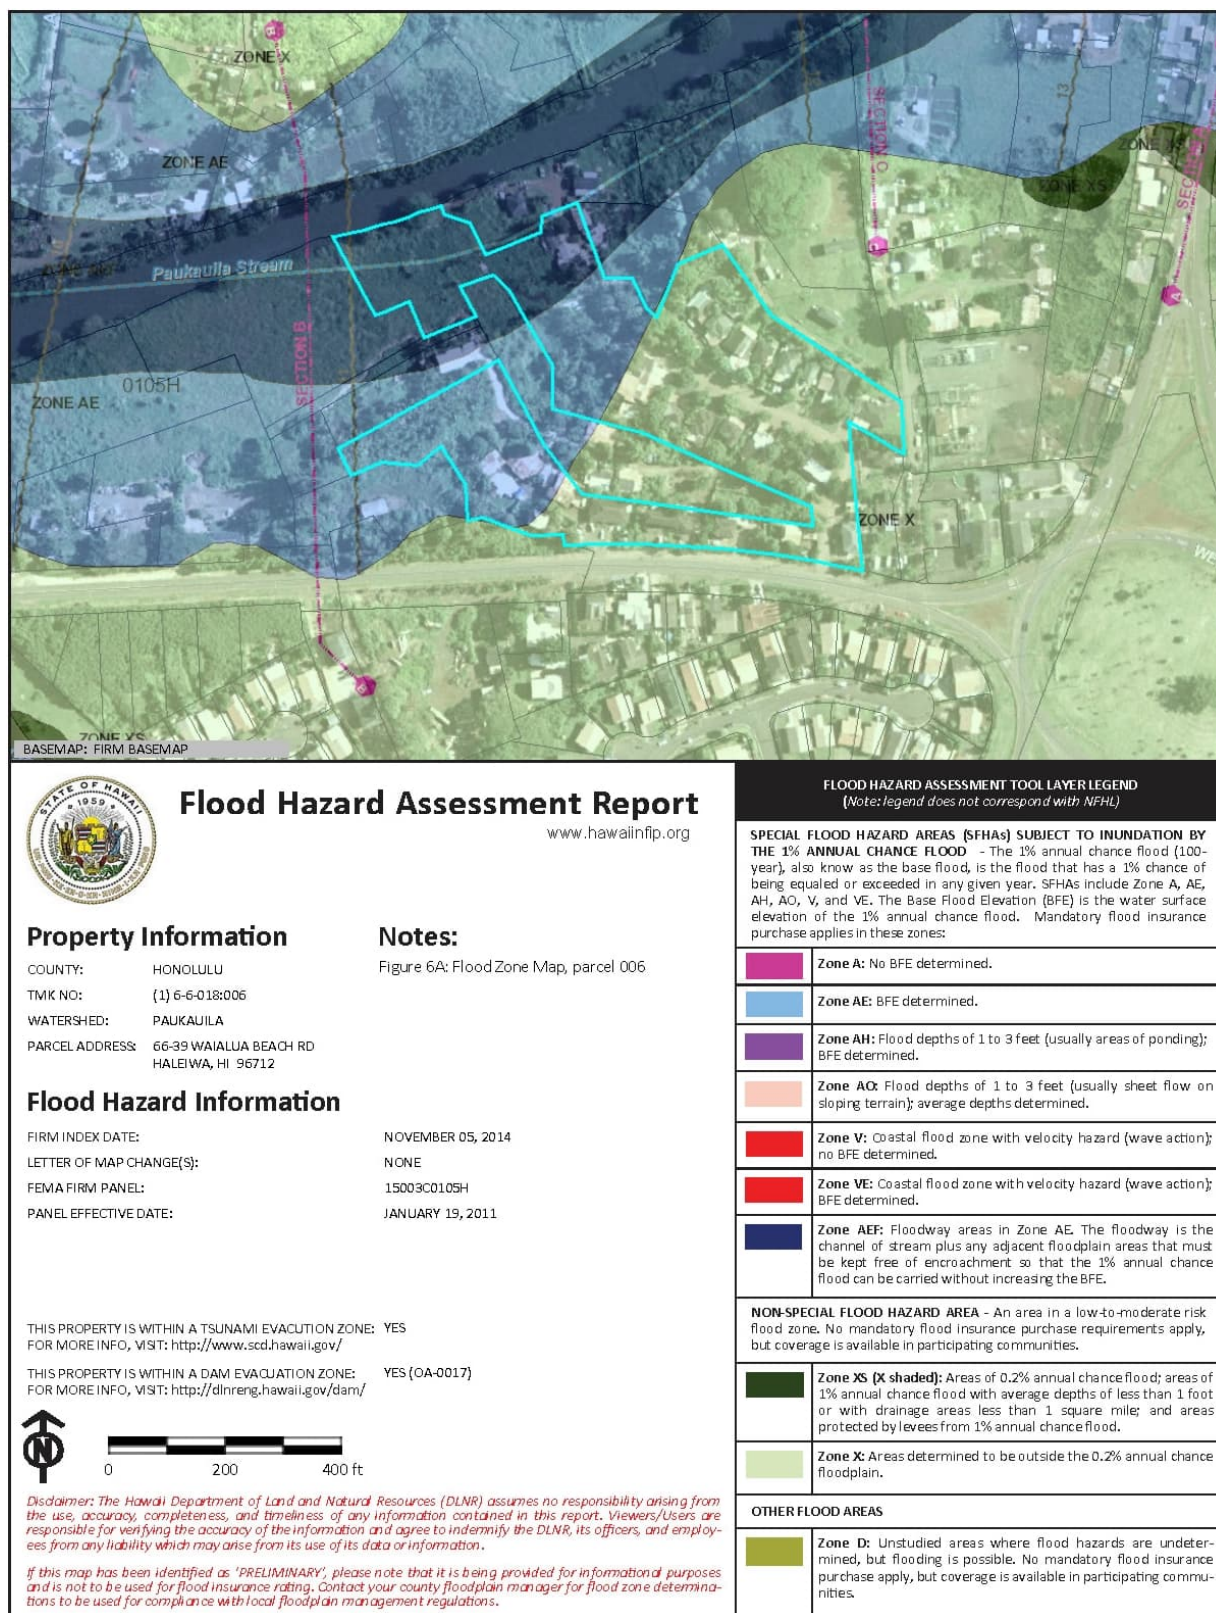 ZONE X
ZONE AE
Paukauila Stream
SECTION B
0105H
ZONE AE
SECTION C
13
ZONE XS
ZONE XS
ZONE X
B
C
A
B
ZONE XS
BASEMAP: FIRM BASEMAP
STATE OF HAWAII
1959
Flood Hazard Assessment Report
www.hawaiinfip.org
Property Information
COUNTY: HONOLULU
TMK NO: (1) 6-6-018:006
WATERSHED: PAUKAUILA
PARCEL ADDRESS: 66-39 WAIALUA BEACH RD
HALEIWA, HI 96712
Notes:
Figure 6A: Flood Zone Map, parcel 006
Flood Hazard Information
FIRM INDEX DATE: NOVEMBER 05, 2014
LETTER OF MAP CHANGE(S): NONE
FEMA FIRM PANEL: 15003C0105H
PANEL EFFECTIVE DATE: JANUARY 19, 2011
THIS PROPERTY IS WITHIN A TSUNAMI EVACUTION ZONE: YES
FOR MORE INFO, VISIT: http://www.scd.hawaii.gov/
THIS PROPERTY IS WITHIN A DAM EVACUATION ZONE: YES (OA-0017)
FOR MORE INFO, VISIT: http://dlnreng.hawaii.gov/dam/
N
0 200 400 ft
Disclaimer: The Hawaii Department of Land and Natural Resources (DLNR) assumes no responsibility arising from
the use, accuracy, completeness, and timeliness of any information contained in this report. Viewers/Users are
responsible for verifying the accuracy of the information and agree to indemnify the DLNR, its officers, and employ-
ees from any liability which may arise from its use of its data or information.
If this map has been identified as 'PRELIMINARY', please note that it is being provided for informational purposes
and is not to be used for flood insurance rating. Contact your county floodplain manager for flood zone determina-
tions to be used for compliance with local floodplain management regulations.
FLOOD HAZARD ASSESSMENT TOOL LAYER LEGEND
(Note: legend does not correspond with NFHL)
SPECIAL FLOOD HAZARD AREAS (SFHAs) SUBJECT TO INUNDATION BY
THE 1% ANNUAL CHANCE FLOOD - The 1% annual chance flood (100-
year), also know as the base flood, is the flood that has a 1% chance of
being equaled or exceeded in any given year. SFHAs include Zone A, AE,
AH, AO, V, and VE. The Base Flood Elevation (BFE) is the water surface
elevation of the 1% annual chance flood. Mandatory flood insurance
purchase applies in these zones:
Zone A: No BFE determined.
Zone AE: BFE determined.
Zone AH: Flood depths of 1 to 3 feet (usually areas of ponding);
BFE determined.
Zone AO: Flood depths of 1 to 3 feet (usually sheet flow on
sloping terrain); average depths determined.
Zone V: Coastal flood zone with velocity hazard (wave action);
no BFE determined.
Zone VE: Coastal flood zone with velocity hazard (wave action);
BFE determined.
Zone AEF: Floodway areas in Zone AE. The floodway is the
channel of stream plus any adjacent floodplain areas that must
be kept free of encroachment so that the 1% annual chance
flood can be carried without increasing the BFE.
NON-SPECIAL FLOOD HAZARD AREA - An area in a low-to-moderate risk
flood zone. No mandatory flood insurance purchase requirements apply,
but coverage is available in participating communities.
Zone XS (X shaded): Areas of 0.2% annual chance flood; areas of
1% annual chance flood with average depths of less than 1 foot
or with drainage areas less than 1 square mile; and areas
protected by levees from 1% annual chance flood.
Zone X: Areas determined to be outside the 0.2% annual chance
floodplain.
OTHER FLOOD AREAS
Zone D: Unstudied areas where flood hazards are undeter-
mined, but flooding is possible. No mandatory flood insurance
purchase apply, but coverage is available in participating commu-
nities.